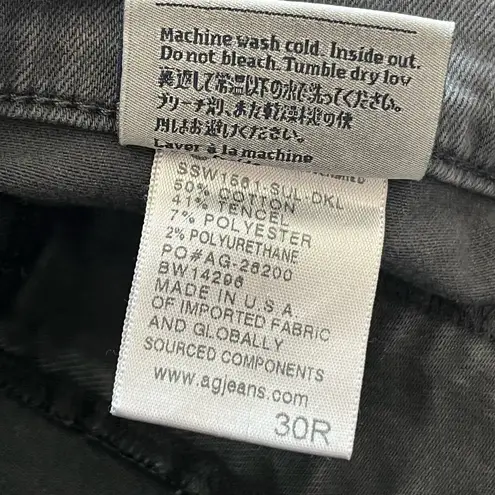 Machine wash cold. Inside out.
Do not bleach. Tumble dry low
裏返して常温以下の水で洗ってください。
ブリーチ剤、また乾燥機の使
用はお避けください。
Laver à la machine
SSW1561-SUL-DKL
50% COTTON
41% TENCEL
7% POLYESTER
2% POLYURETHANE
PO#AG-26200
BW14296
MADE IN U.S.A.
OF IMPORTED FABRIC
AND GLOBALLY
SOURCED COMPONENTS
www.agjeans.com
30R